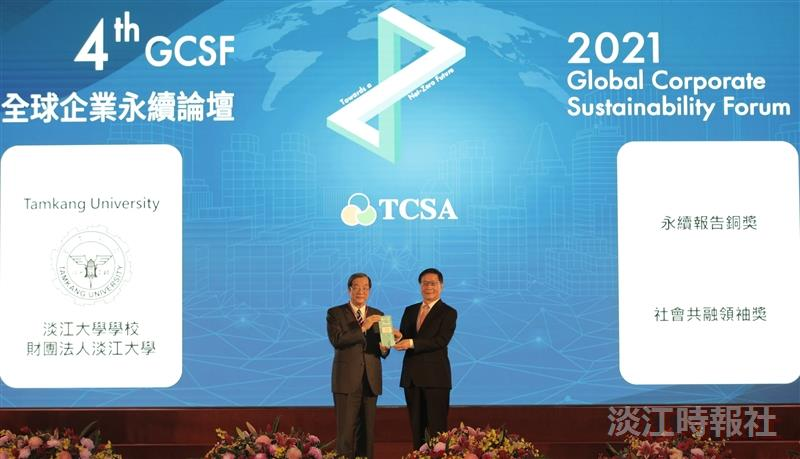 4th GCSF
全球企業永續論壇
Towards a
Net-Zero Future
2021
Global Corporate
Sustainability Forum
TCSA
Tamkang University
TAMKANG UNIVERSITY
淡江大學學校
財團法人淡江大學
永續報告銅獎
社會共融領袖獎
淡江時報社